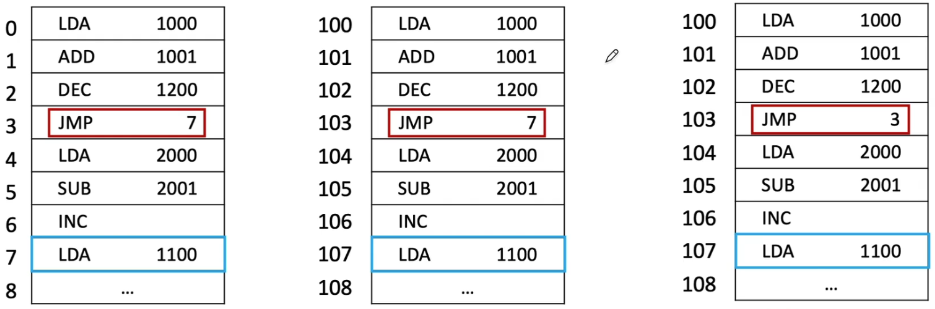 0 LDA 1000
1 ADD 1001
2 DEC 1200
3 JMP 7
4 LDA 2000
5 SUB 2001
6 INC
7 LDA 1100
8 ...
100 LDA 1000
101 ADD 1001
102 DEC 1200
103 JMP 7
104 LDA 2000
105 SUB 2001
106 INC
107 LDA 1100
108 ...
100 LDA 1000
101 ADD 1001
102 DEC 1200
103 JMP 3
104 LDA 2000
105 SUB 2001
106 INC
107 LDA 1100
108 ...